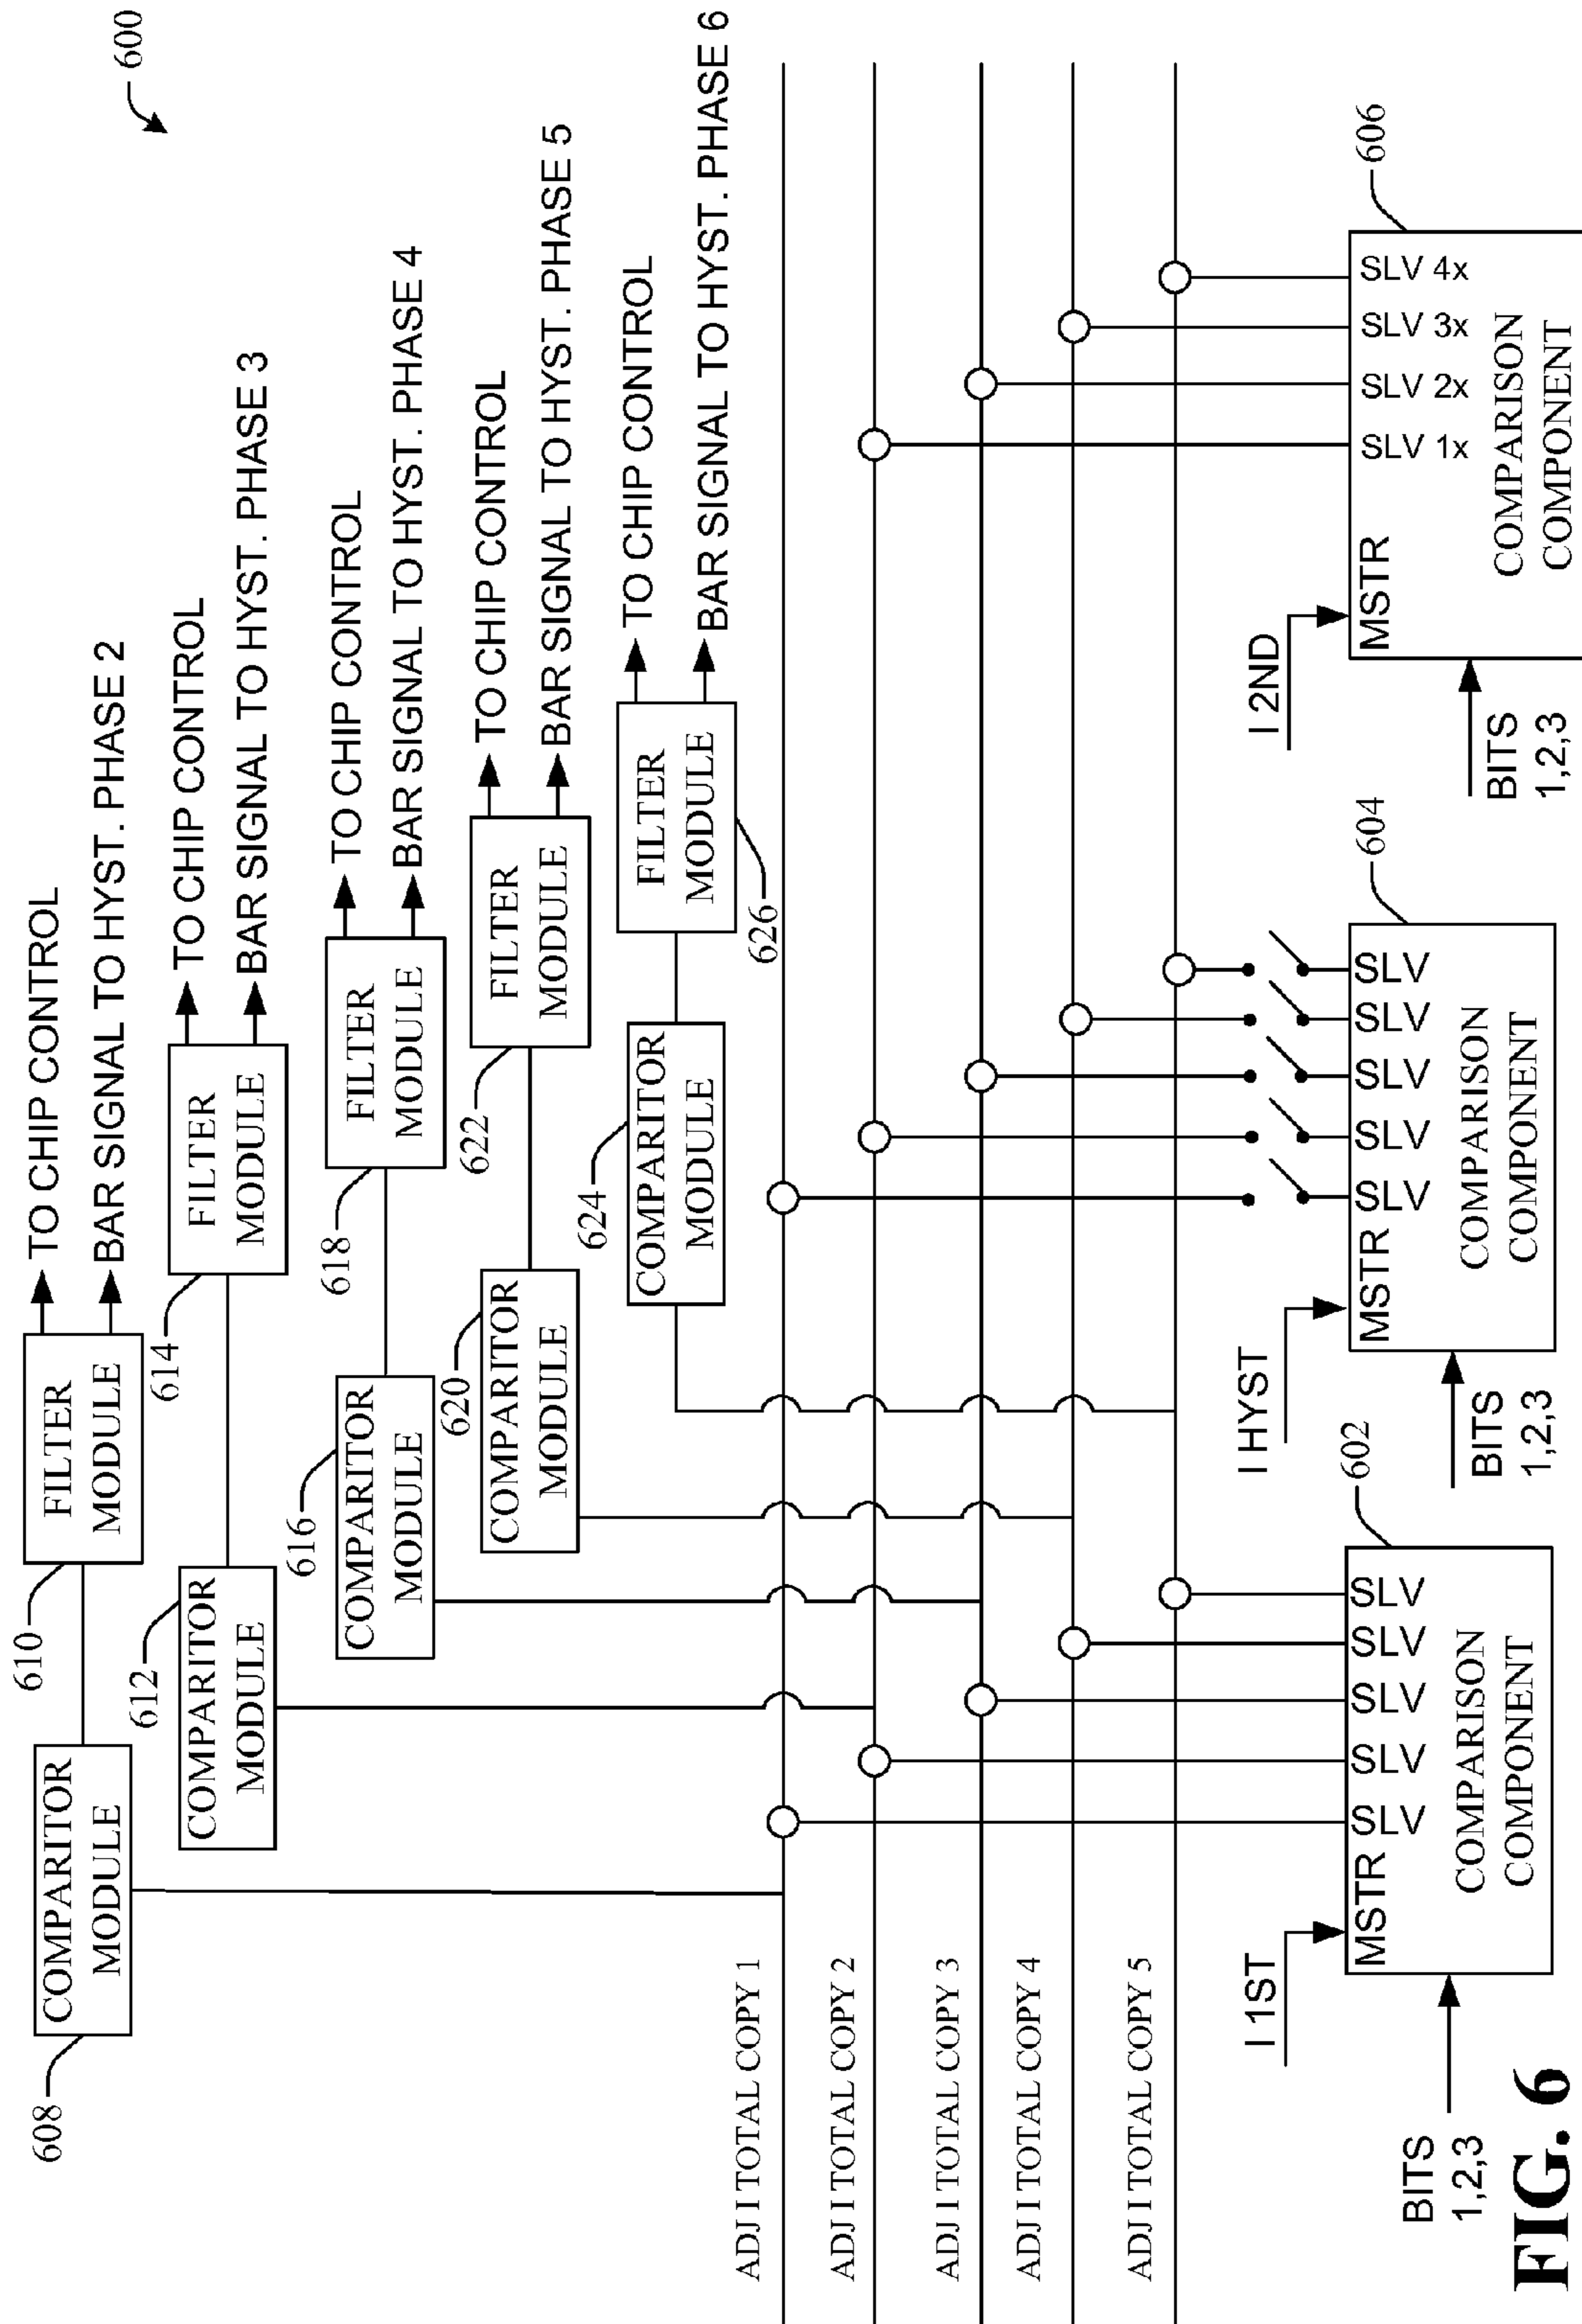 600
TO CHIP CONTROL
BAR SIGNAL TO HYST. PHASE 2
FILTER
MODULE
610
COMPARITOR
MODULE
608
TO CHIP CONTROL
BAR SIGNAL TO HYST. PHASE 3
FILTER
MODULE
614
COMPARITOR
MODULE
612
TO CHIP CONTROL
BAR SIGNAL TO HYST. PHASE 4
FILTER
MODULE
618
COMPARITOR
MODULE
616
TO CHIP CONTROL
BAR SIGNAL TO HYST. PHASE 5
FILTER
MODULE
622
COMPARITOR
MODULE
620
TO CHIP CONTROL
BAR SIGNAL TO HYST. PHASE 6
FILTER
MODULE
626
COMPARITOR
MODULE
624
ADJ I TOTAL COPY 1
ADJ I TOTAL COPY 2
ADJ I TOTAL COPY 3
ADJ I TOTAL COPY 4
ADJ I TOTAL COPY 5
I 1ST
602
MSTR
SLV
SLV
SLV
SLV
SLV
COMPARISON
COMPONENT
BITS
1,2,3
I HYST
604
MSTR
SLV
SLV
SLV
SLV
SLV
COMPARISON
COMPONENT
BITS
1,2,3
I 2ND
606
MSTR
SLV 1x
SLV 2x
SLV 3x
SLV 4x
COMPARISON
COMPONENT
BITS
1,2,3
FIG. 6